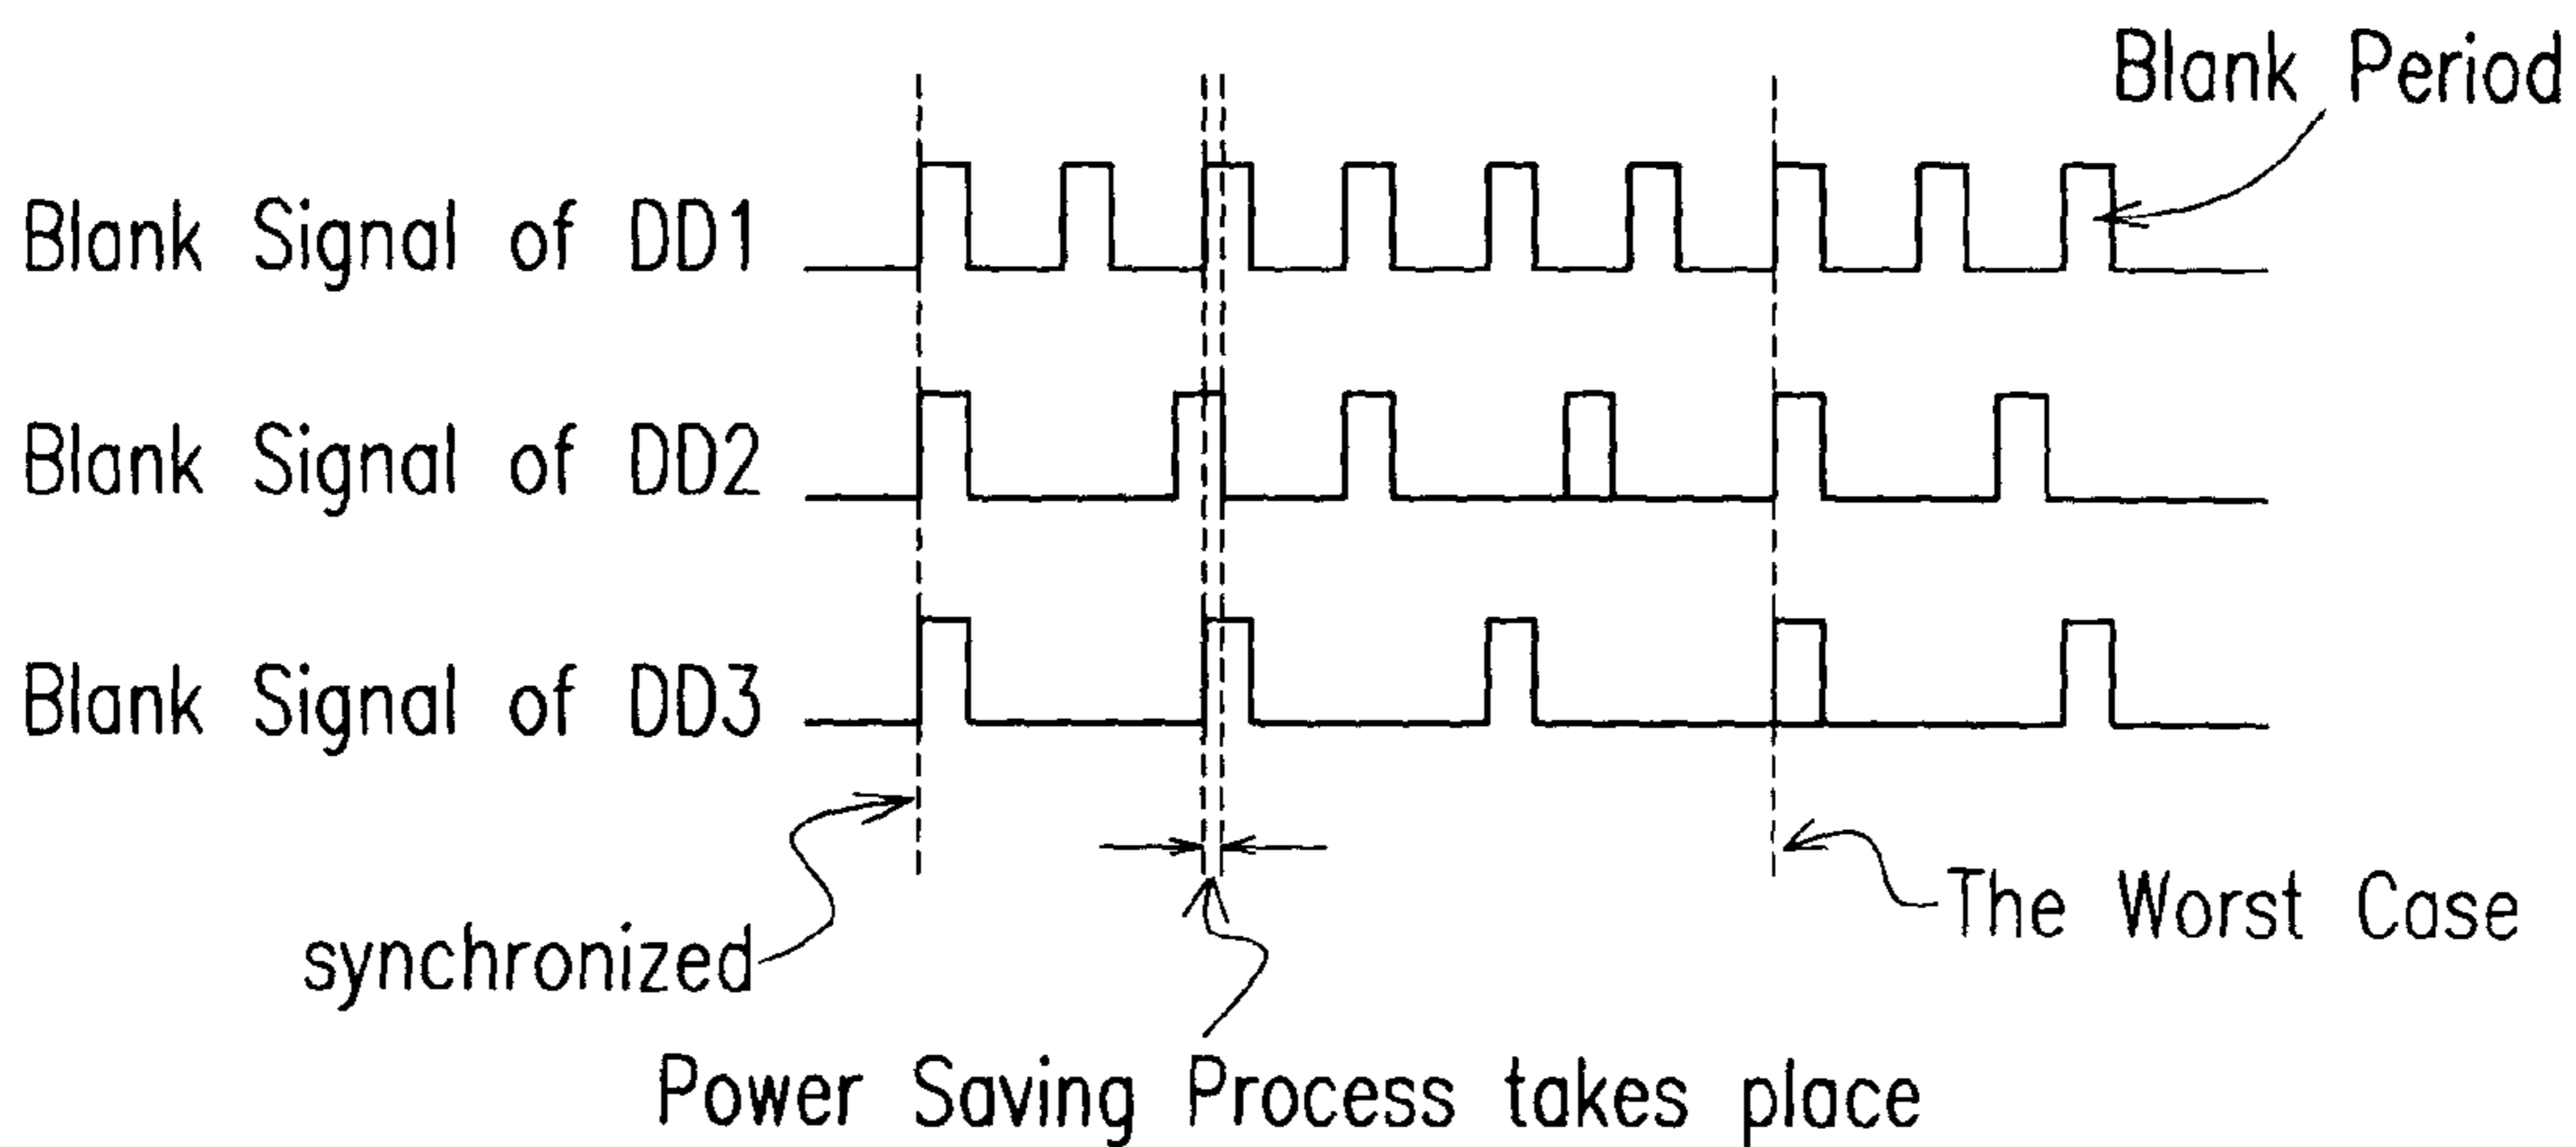 Blank Period
Blank Signal of DD1
Blank Signal of DD2
Blank Signal of DD3
The Worst Case
synchronized
Power Saving Process takes place